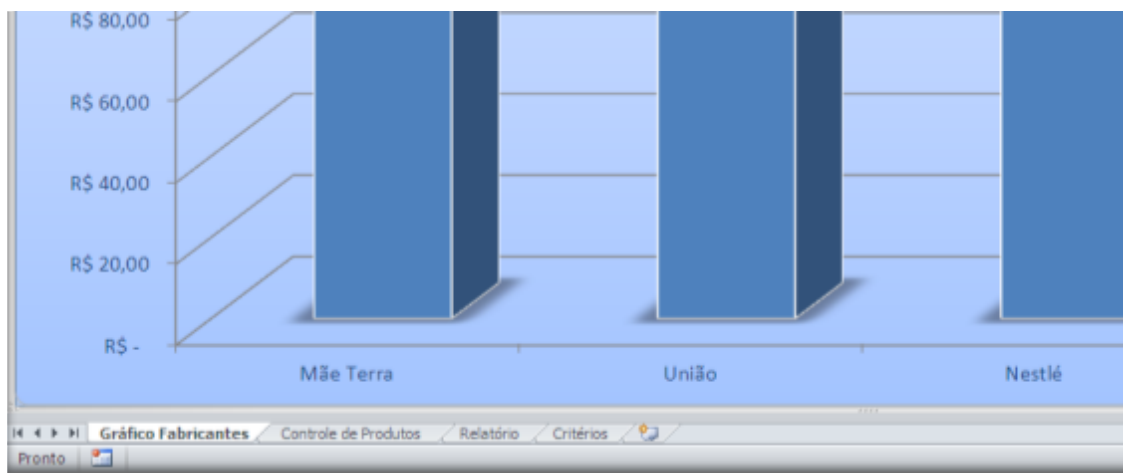 R$ 80,00
R$ 60,00
R$ 40,00
R$ 20,00
R$ -
Mãe Terra União Nestlé
Gráfico Fabricantes Controle de Produtos Relatório Critérios
Pronto